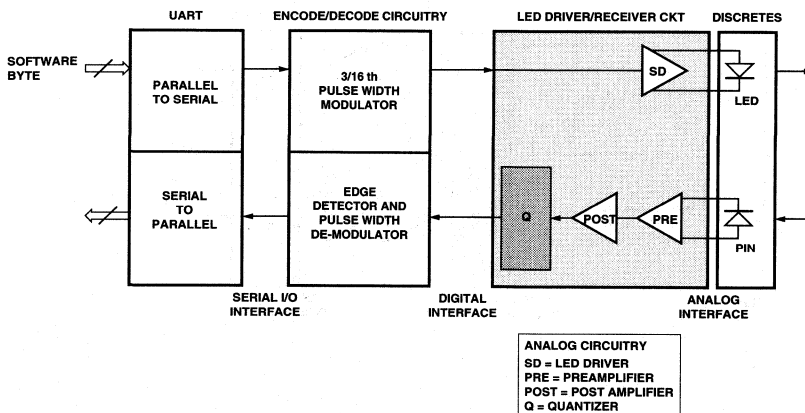 UART
ENCODE/DECODE CIRCUITRY
LED DRIVER/RECEIVER CKT
DISCRETES
SOFTWARE
BYTE
PARALLEL
TO SERIAL
3/16 th
PULSE WIDTH
MODULATOR
SD
LED
SERIAL
TO
PARALLEL
EDGE
DETECTOR AND
PULSE WIDTH
DE-MODULATOR
Q
POST
PRE
PIN
SERIAL I/O
INTERFACE
DIGITAL
INTERFACE
ANALOG
INTERFACE
ANALOG CIRCUITRY
SD = LED DRIVER
PRE = PREAMPLIFIER
POST = POST AMPLIFIER
Q = QUANTIZER